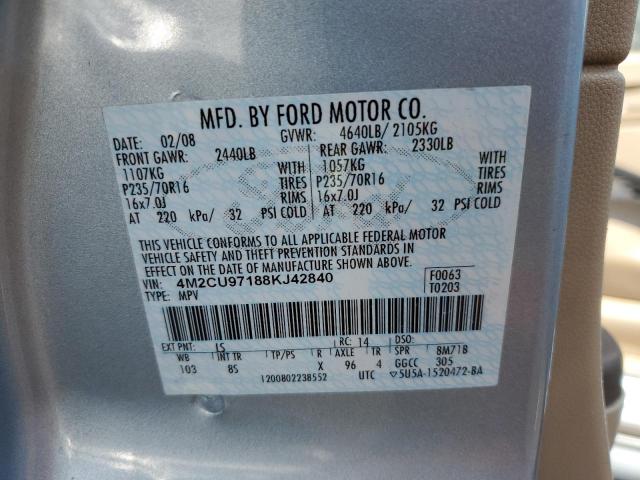 MFD. BY FORD MOTOR CO.
DATE: 02/08 GVWR: 4640LB/ 2105KG
FRONT GAWR: 2440LB REAR GAWR: 2330LB
1107KG WITH 1057KG WITH
P235/70R16 TIRES P235/70R16 TIRES
16x7.0J RIMS 16x7.0J RIMS
AT 220 kPa/ 32 PSI COLD AT 220 kPa/ 32 PSI COLD
THIS VEHICLE CONFORMS TO ALL APPLICABLE FEDERAL MOTOR
VEHICLE SAFETY AND THEFT PREVENTION STANDARDS IN
EFFECT ON THE DATE OF MANUFACTURE SHOWN ABOVE.
VIN: 4M2CU97188KJ42840 F0063
TYPE: MPV T0203
EXT PNT: IS RC: 14 DSO:
WB INT TR TP/PS R AXLE TR SPR 8M71B
103 8S X 96 4 GGCC 305
1200802238552 UTC ▽5U5A-1520472-BA